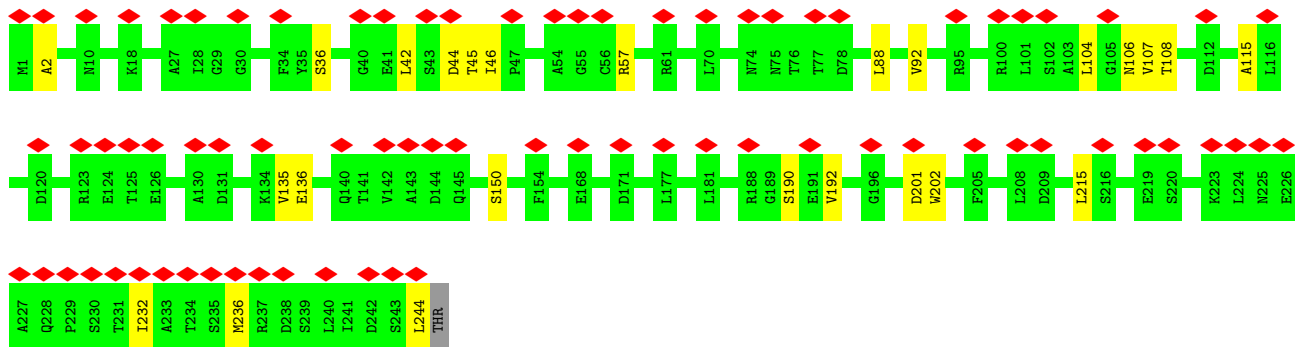 M1 A2 N10 K18 A27 I28 G29 G30 F34 Y35 S36 G40 E41 L42 S43 D44 T45 I46 P47 A54 G55 C56 R57 R61 L70 N74 N75 T76 T77 D78 L88 V92 R95 R100 L101 S102 A103 L104 G105 N106 V107 T108 D112 A115 L116
D120 R123 E124 T125 E126 A130 D131 K134 V135 E136 Q140 T141 V142 A143 D144 Q145 S150 F154 E168 D171 L177 L181 R188 G189 S190 E191 V192 G196 D201 W202 F205 L208 D209 L215 S216 E219 S220 K223 L224 N225 E226
A227 Q228 P229 S230 T231 I232 A233 T234 S235 M236 R237 D238 S239 L240 I241 D242 S243 L244 THR